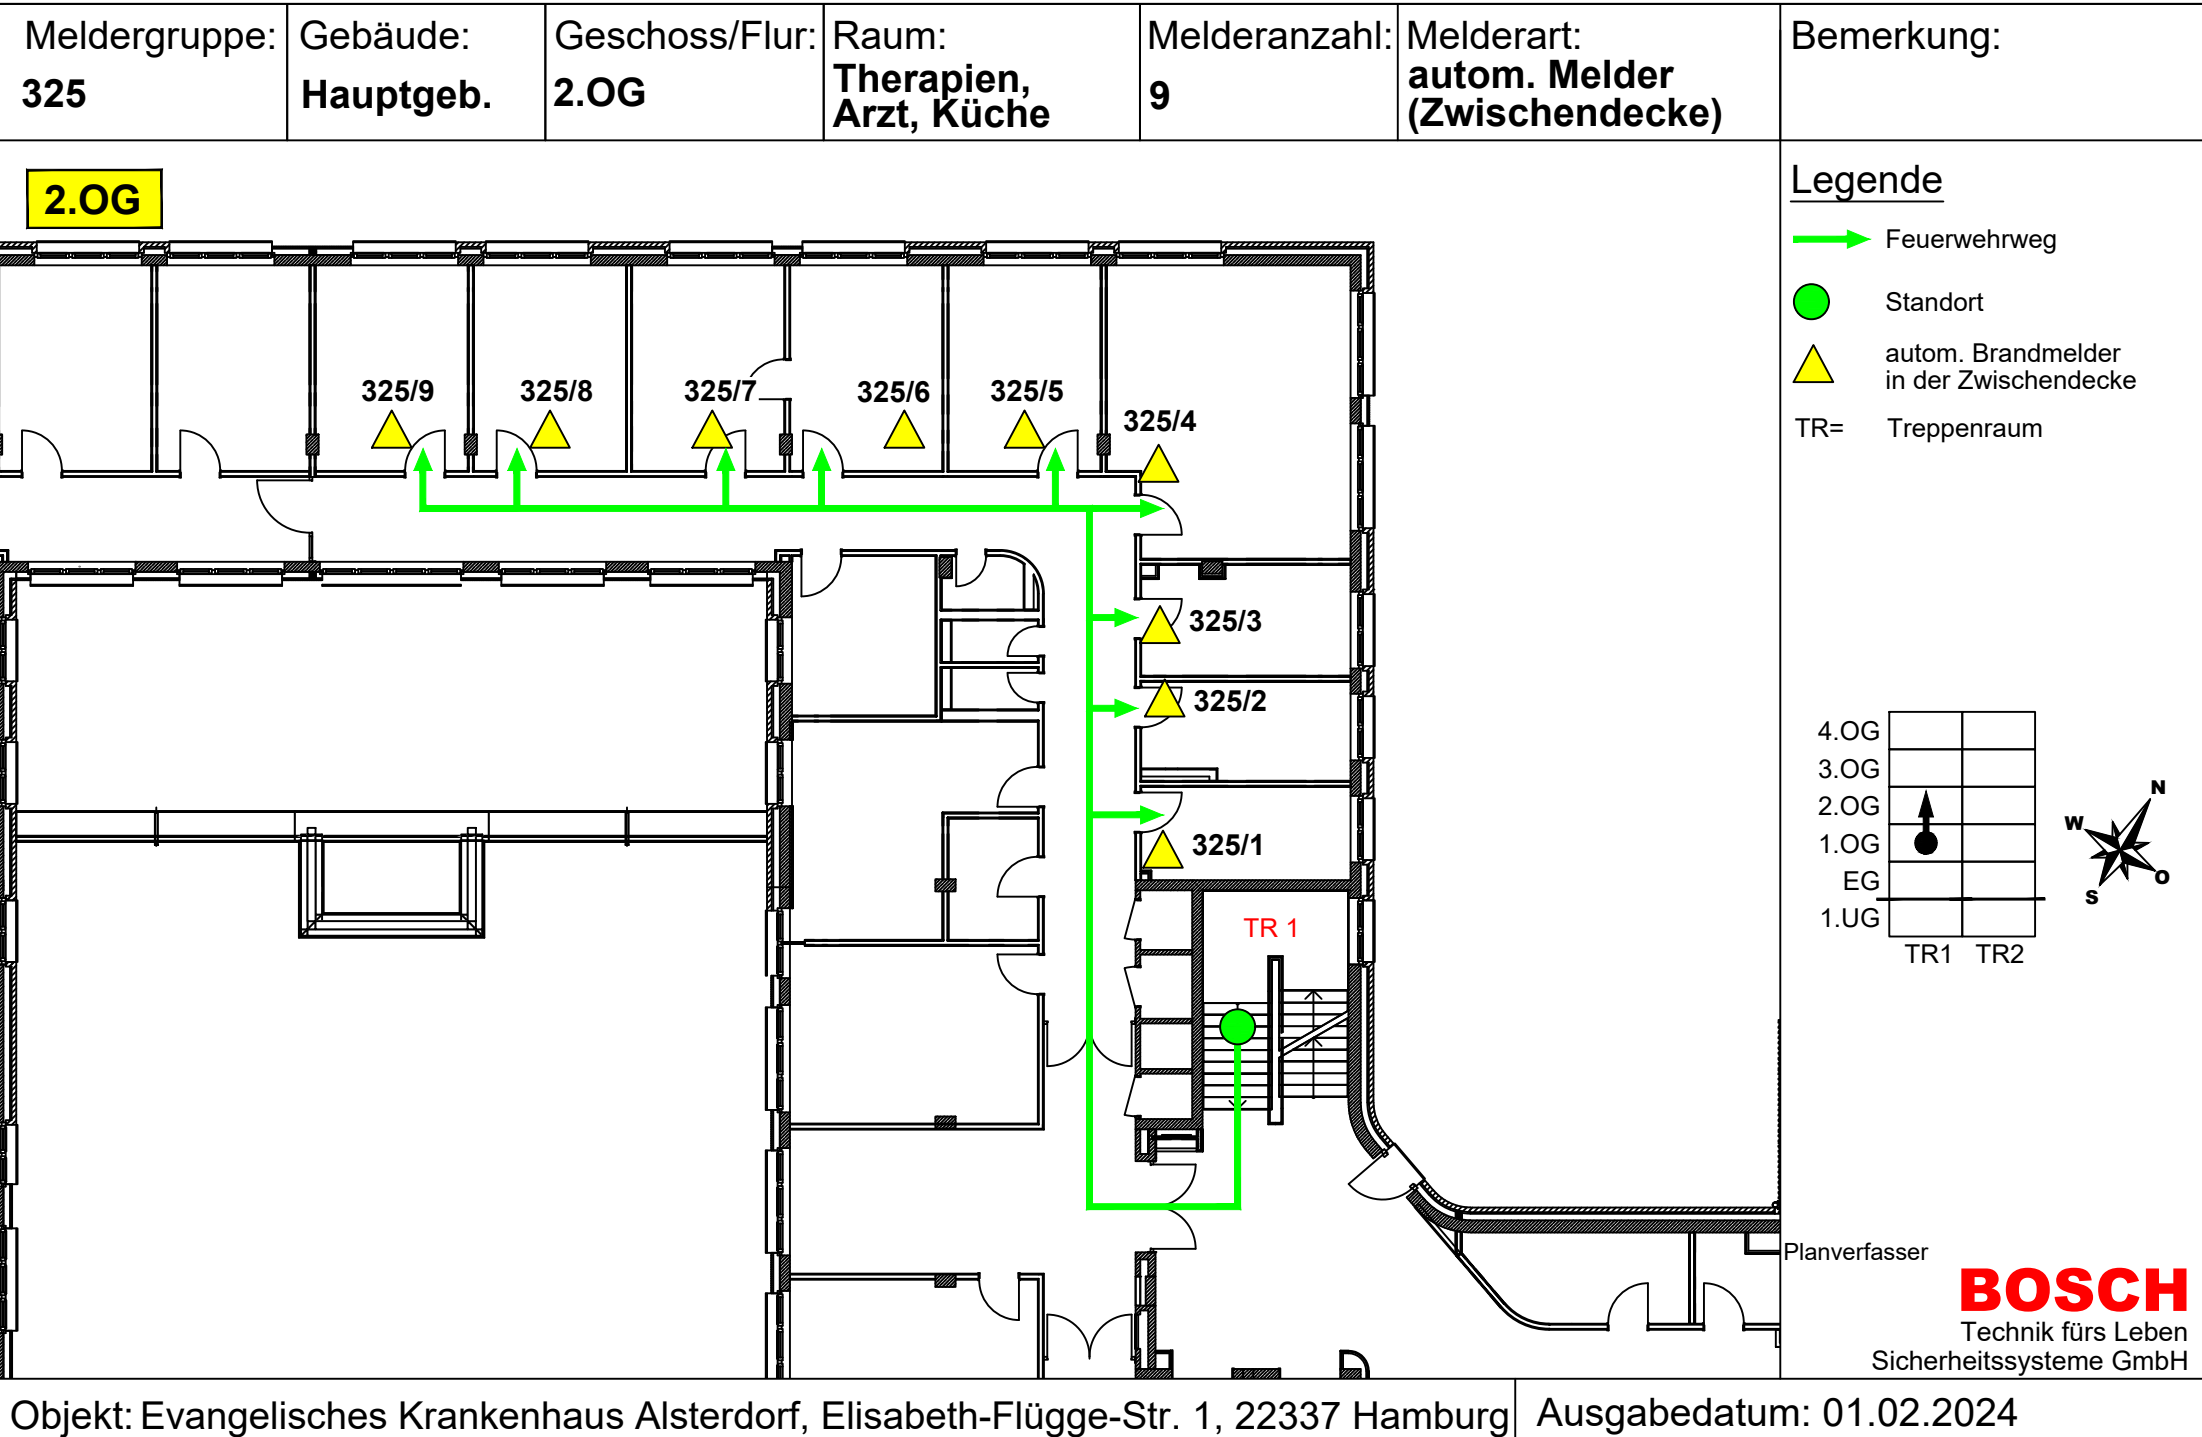 Meldergruppe:
325
Gebäude:
Hauptgeb.
Geschoss/Flur:
2.OG
Raum:
Therapien,
Arzt, Küche
Melderanzahl:
9
Melderart:
autom. Melder
(Zwischendecke)
Bemerkung:
2.OG
Legende
Feuerwehrweg
Standort
autom. Brandmelder
in der Zwischendecke
TR= Treppenraum
325/9
325/8
325/7
325/6
325/5
325/4
325/3
325/2
325/1
TR 1
4.OG
3.OG
2.OG
1.OG
EG
1.UG
TR1 TR2
N
W
O
S
Planverfasser
BOSCH
Technik fürs Leben
Sicherheitssysteme GmbH
Objekt: Evangelisches Krankenhaus Alsterdorf, Elisabeth-Flügge-Str. 1, 22337 Hamburg
Ausgabedatum: 01.02.2024